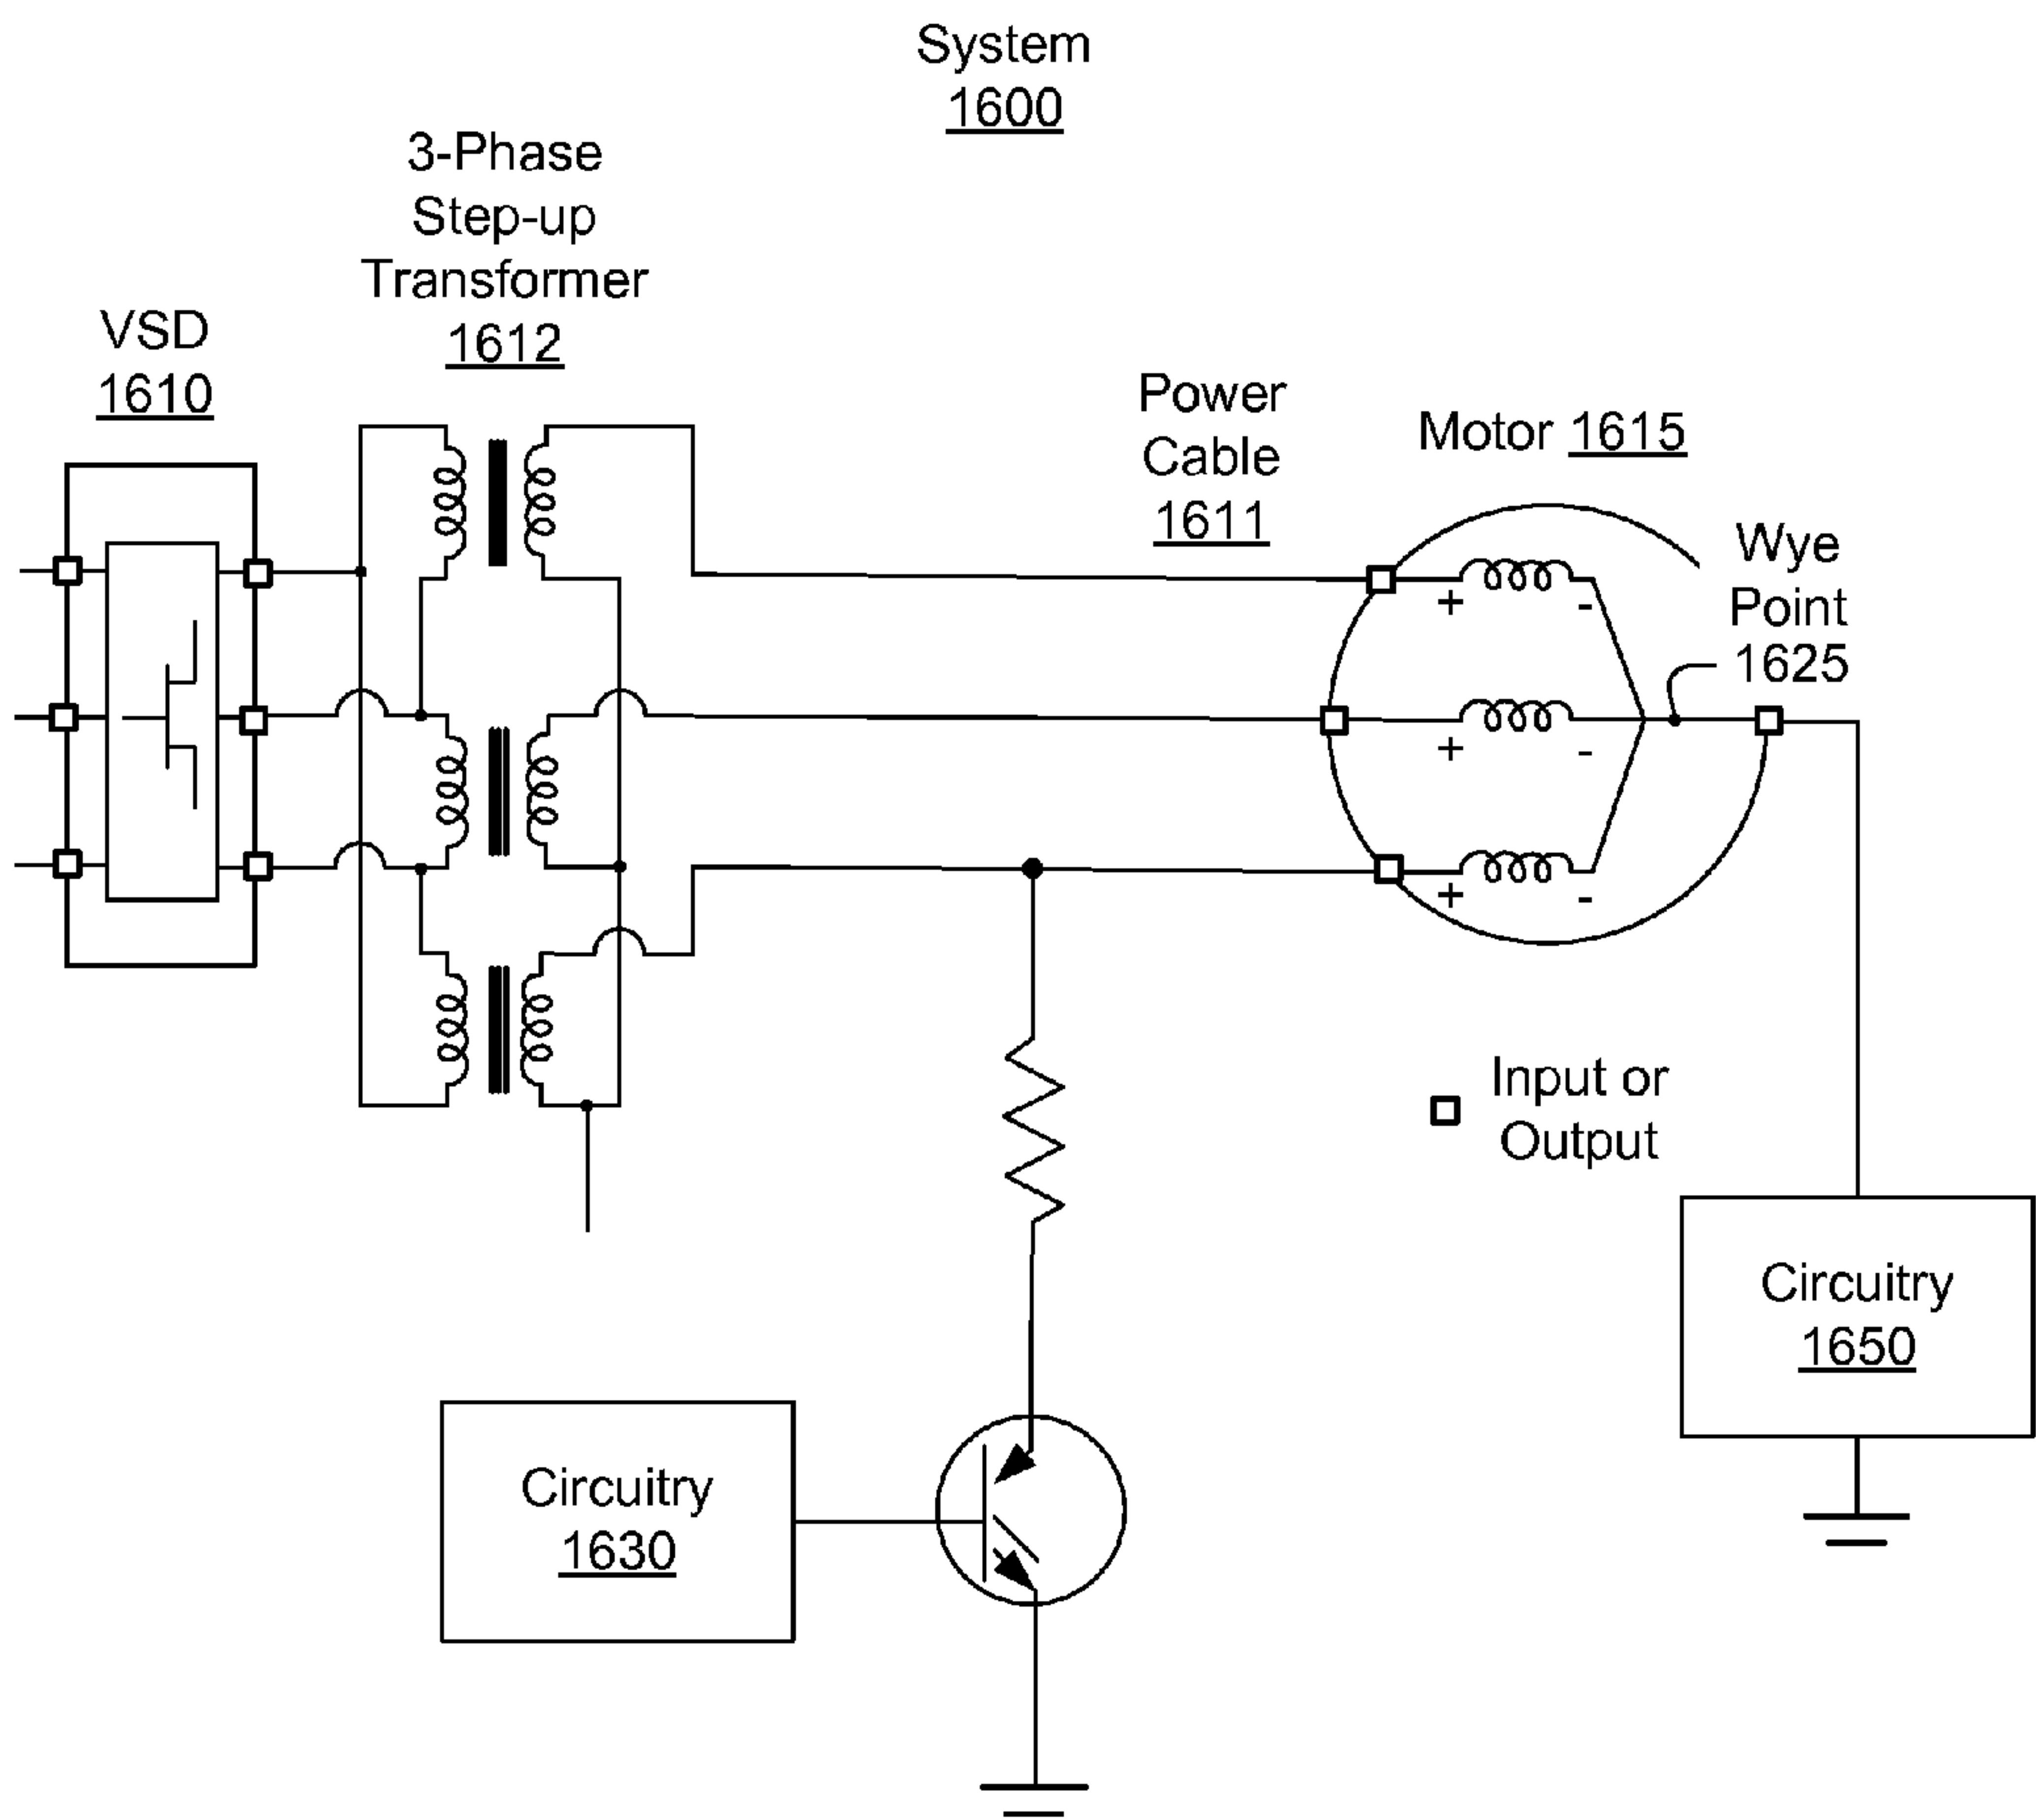 System
1600
3-Phase
Step-up
Transformer
1612
VSD
1610
Power
Cable
1611
Motor 1615
Wye
Point
1625
+
-
+
-
+
-
Input or
Output
Circuitry
1650
Circuitry
1630